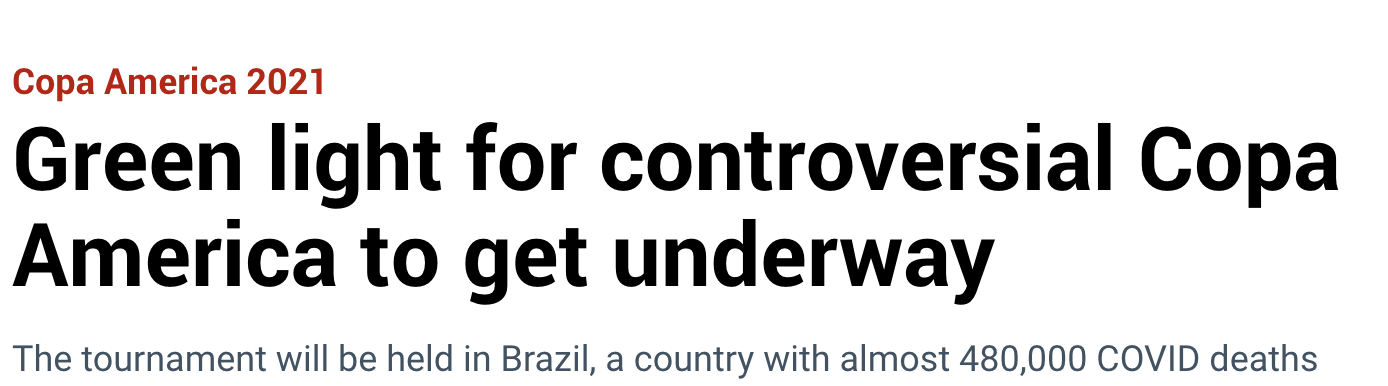 Copa America 2021
Green light for controversial Copa
America to get underway
The tournament will be held in Brazil, a country with almost 480,000 COVID deaths